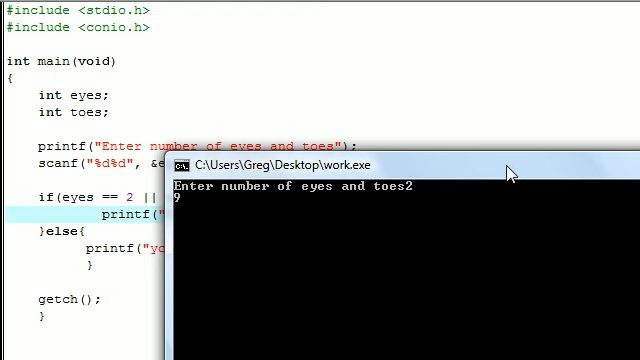 #include <stdio.h>
#include <conio.h>
int main(void)
{
int eyes;
int toes;
printf("Enter number of eyes and toes");
scanf("%d%d", &e
C:\Users\Greg\Desktop\work.exe
Enter number of eyes and toes2
9
if(eyes == 2 ||
printf("
}else{
printf("yo
}
getch();
}